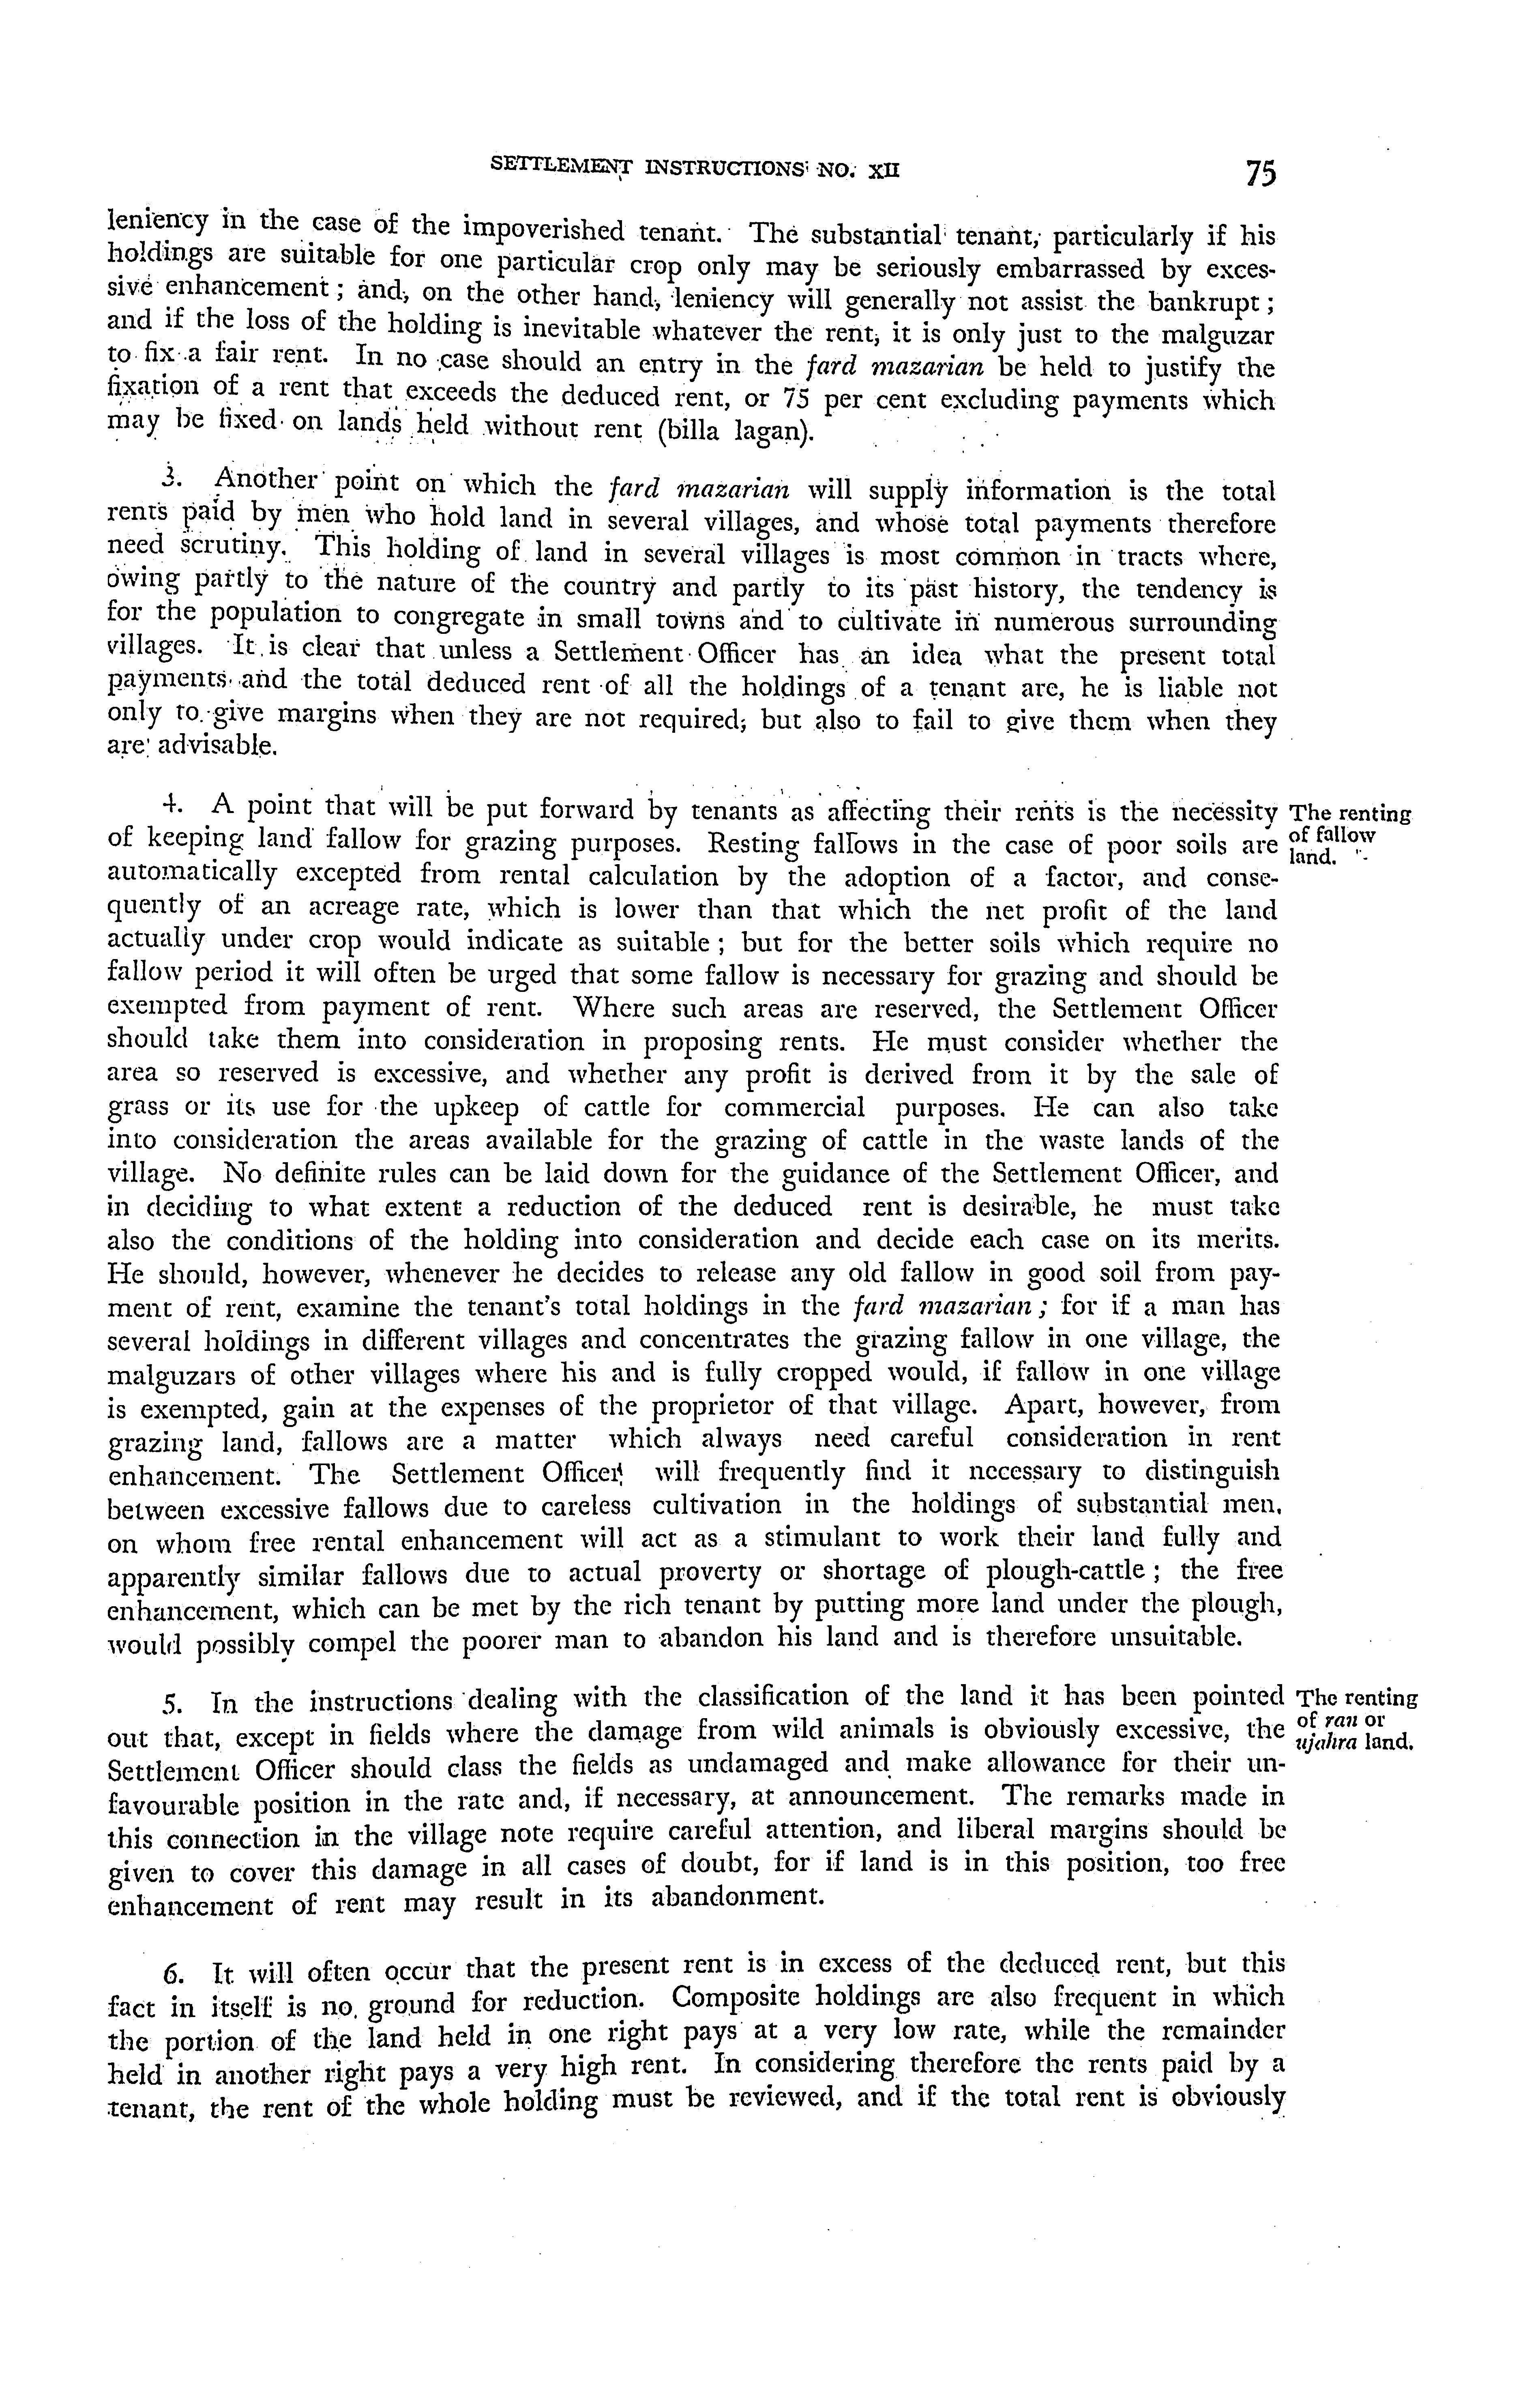 SETTLEMENT INSTRUCTIONS NO. XII 75
leniency in the case of the impoverished tenant. The substantial tenant, particularly if his
holdings are suitable for one particular crop only may be seriously embarrassed by exces-
sive enhancement ; and, on the other hand, leniency will generally not assist the bankrupt ;
and if the loss of the holding is inevitable whatever the rent, it is only just to the malguzar
to fix a fair rent. In no case should an entry in the fard mazarian be held to justify the
fixation of a rent that exceeds the deduced rent, or 75 per cent excluding payments which
may be fixed on lands held without rent (billa lagan).
3. Another point on which the fard mazarian will supply information is the total
rents paid by men who hold land in several villages, and whose total payments therefore
need scrutiny. This holding of land in several villages is most common in tracts where,
owing partly to the nature of the country and partly to its past history, the tendency is
for the population to congregate in small towns and to cultivate in numerous surrounding
villages. It is clear that unless a Settlement Officer has an idea what the present total
payments and the total deduced rent of all the holdings of a tenant are, he is liable not
only to give margins when they are not required, but also to fail to give them when they
are advisable.
4. A point that will be put forward by tenants as affecting their rents is the necessity
of keeping land fallow for grazing purposes. Resting fallows in the case of poor soils are
automatically excepted from rental calculation by the adoption of a factor, and conse-
quently of an acreage rate, which is lower than that which the net profit of the land
actually under crop would indicate as suitable ; but for the better soils which require no
fallow period it will often be urged that some fallow is necessary for grazing and should be
exempted from payment of rent. Where such areas are reserved, the Settlement Officer
should take them into consideration in proposing rents. He must consider whether the
area so reserved is excessive, and whether any profit is derived from it by the sale of
grass or its use for the upkeep of cattle for commercial purposes. He can also take
into consideration the areas available for the grazing of cattle in the waste lands of the
village. No definite rules can be laid down for the guidance of the Settlement Officer, and
in deciding to what extent a reduction of the deduced rent is desirable, he must take
also the conditions of the holding into consideration and decide each case on its merits.
He should, however, whenever he decides to release any old fallow in good soil from pay-
ment of rent, examine the tenant's total holdings in the fard mazarian ; for if a man has
several holdings in different villages and concentrates the grazing fallow in one village, the
malguzars of other villages where his and is fully cropped would, if fallow in one village
is exempted, gain at the expenses of the proprietor of that village. Apart, however, from
grazing land, fallows are a matter which always need careful consideration in rent
enhancement. The Settlement Officer will frequently find it necessary to distinguish
between excessive fallows due to careless cultivation in the holdings of substantial men,
on whom free rental enhancement will act as a stimulant to work their land fully and
apparently similar fallows due to actual proverty or shortage of plough-cattle ; the free
enhancement, which can be met by the rich tenant by putting more land under the plough,
would possibly compel the poorer man to abandon his land and is therefore unsuitable.
The renting
of fallow
land.
5. In the instructions dealing with the classification of the land it has been pointed
out that, except in fields where the damage from wild animals is obviously excessive, the
Settlement Officer should class the fields as undamaged and make allowance for their un-
favourable position in the rate and, if necessary, at announcement. The remarks made in
this connection in the village note require careful attention, and liberal margins should be
given to cover this damage in all cases of doubt, for if land is in this position, too free
enhancement of rent may result in its abandonment.
The renting
of ran or
ujahra land.
6. It will often occur that the present rent is in excess of the deduced rent, but this
fact in itself is no ground for reduction. Composite holdings are also frequent in which
the portion of the land held in one right pays at a very low rate, while the remainder
held in another right pays a very high rent. In considering therefore the rents paid by a
tenant, the rent of the whole holding must be reviewed, and if the total rent is obviously